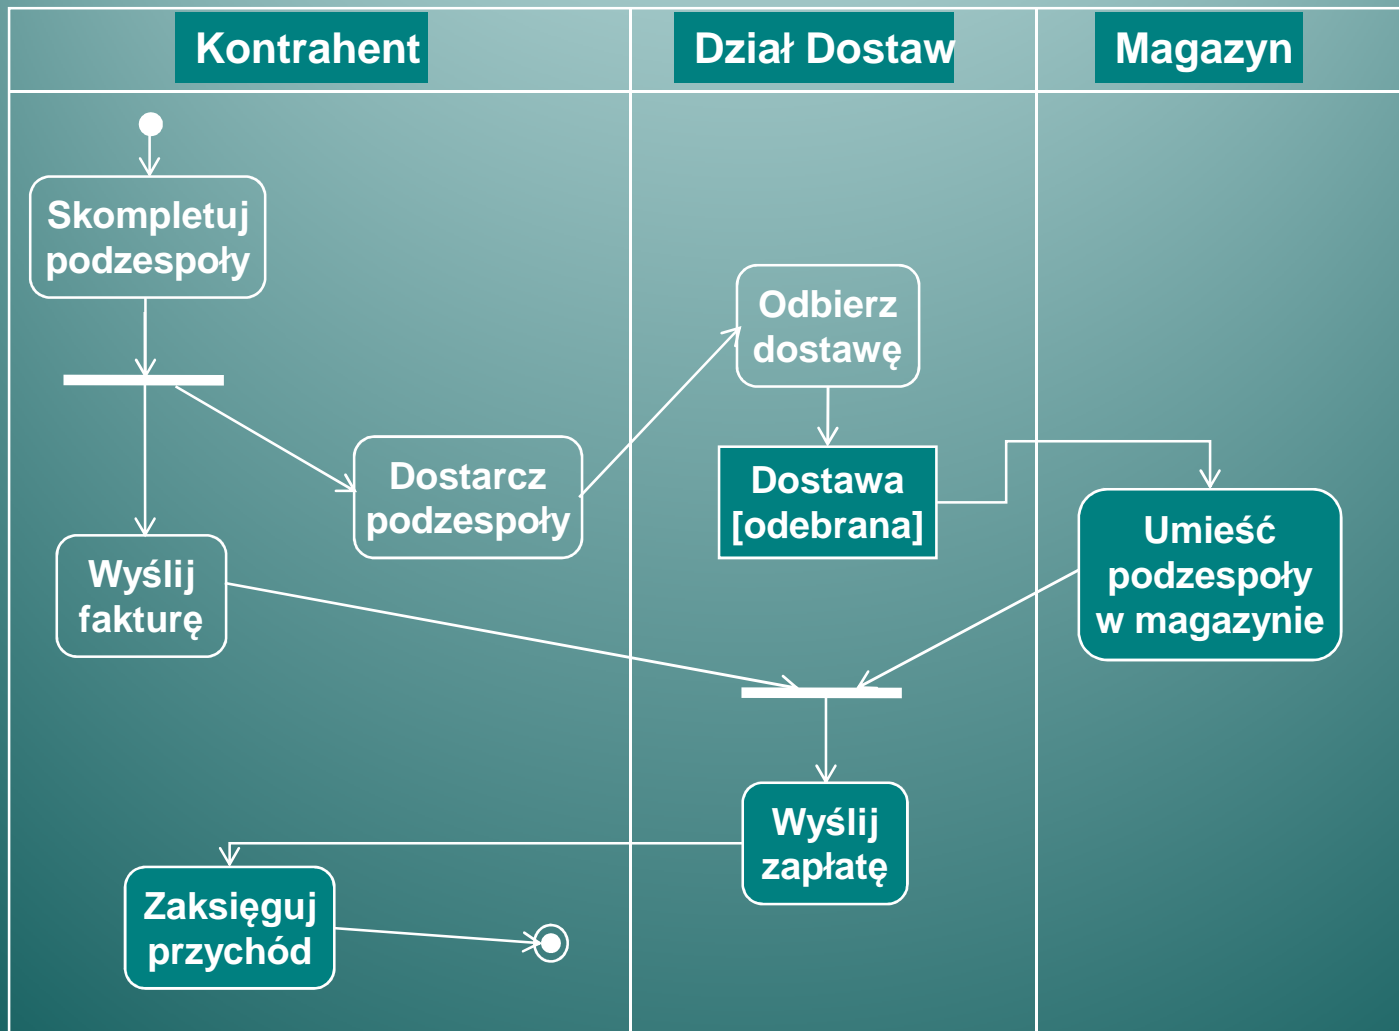 Kontrahent
Dział Dostaw
Magazyn
Skompletuj
podzespoły
Odbierz
dostawę
Dostarcz
podzespoły
Dostawa
[odebrana]
Umieść
podzespoły
w magazynie
Wyślij
fakturę
Wyślij
zapłatę
Zaksięguj
przychód